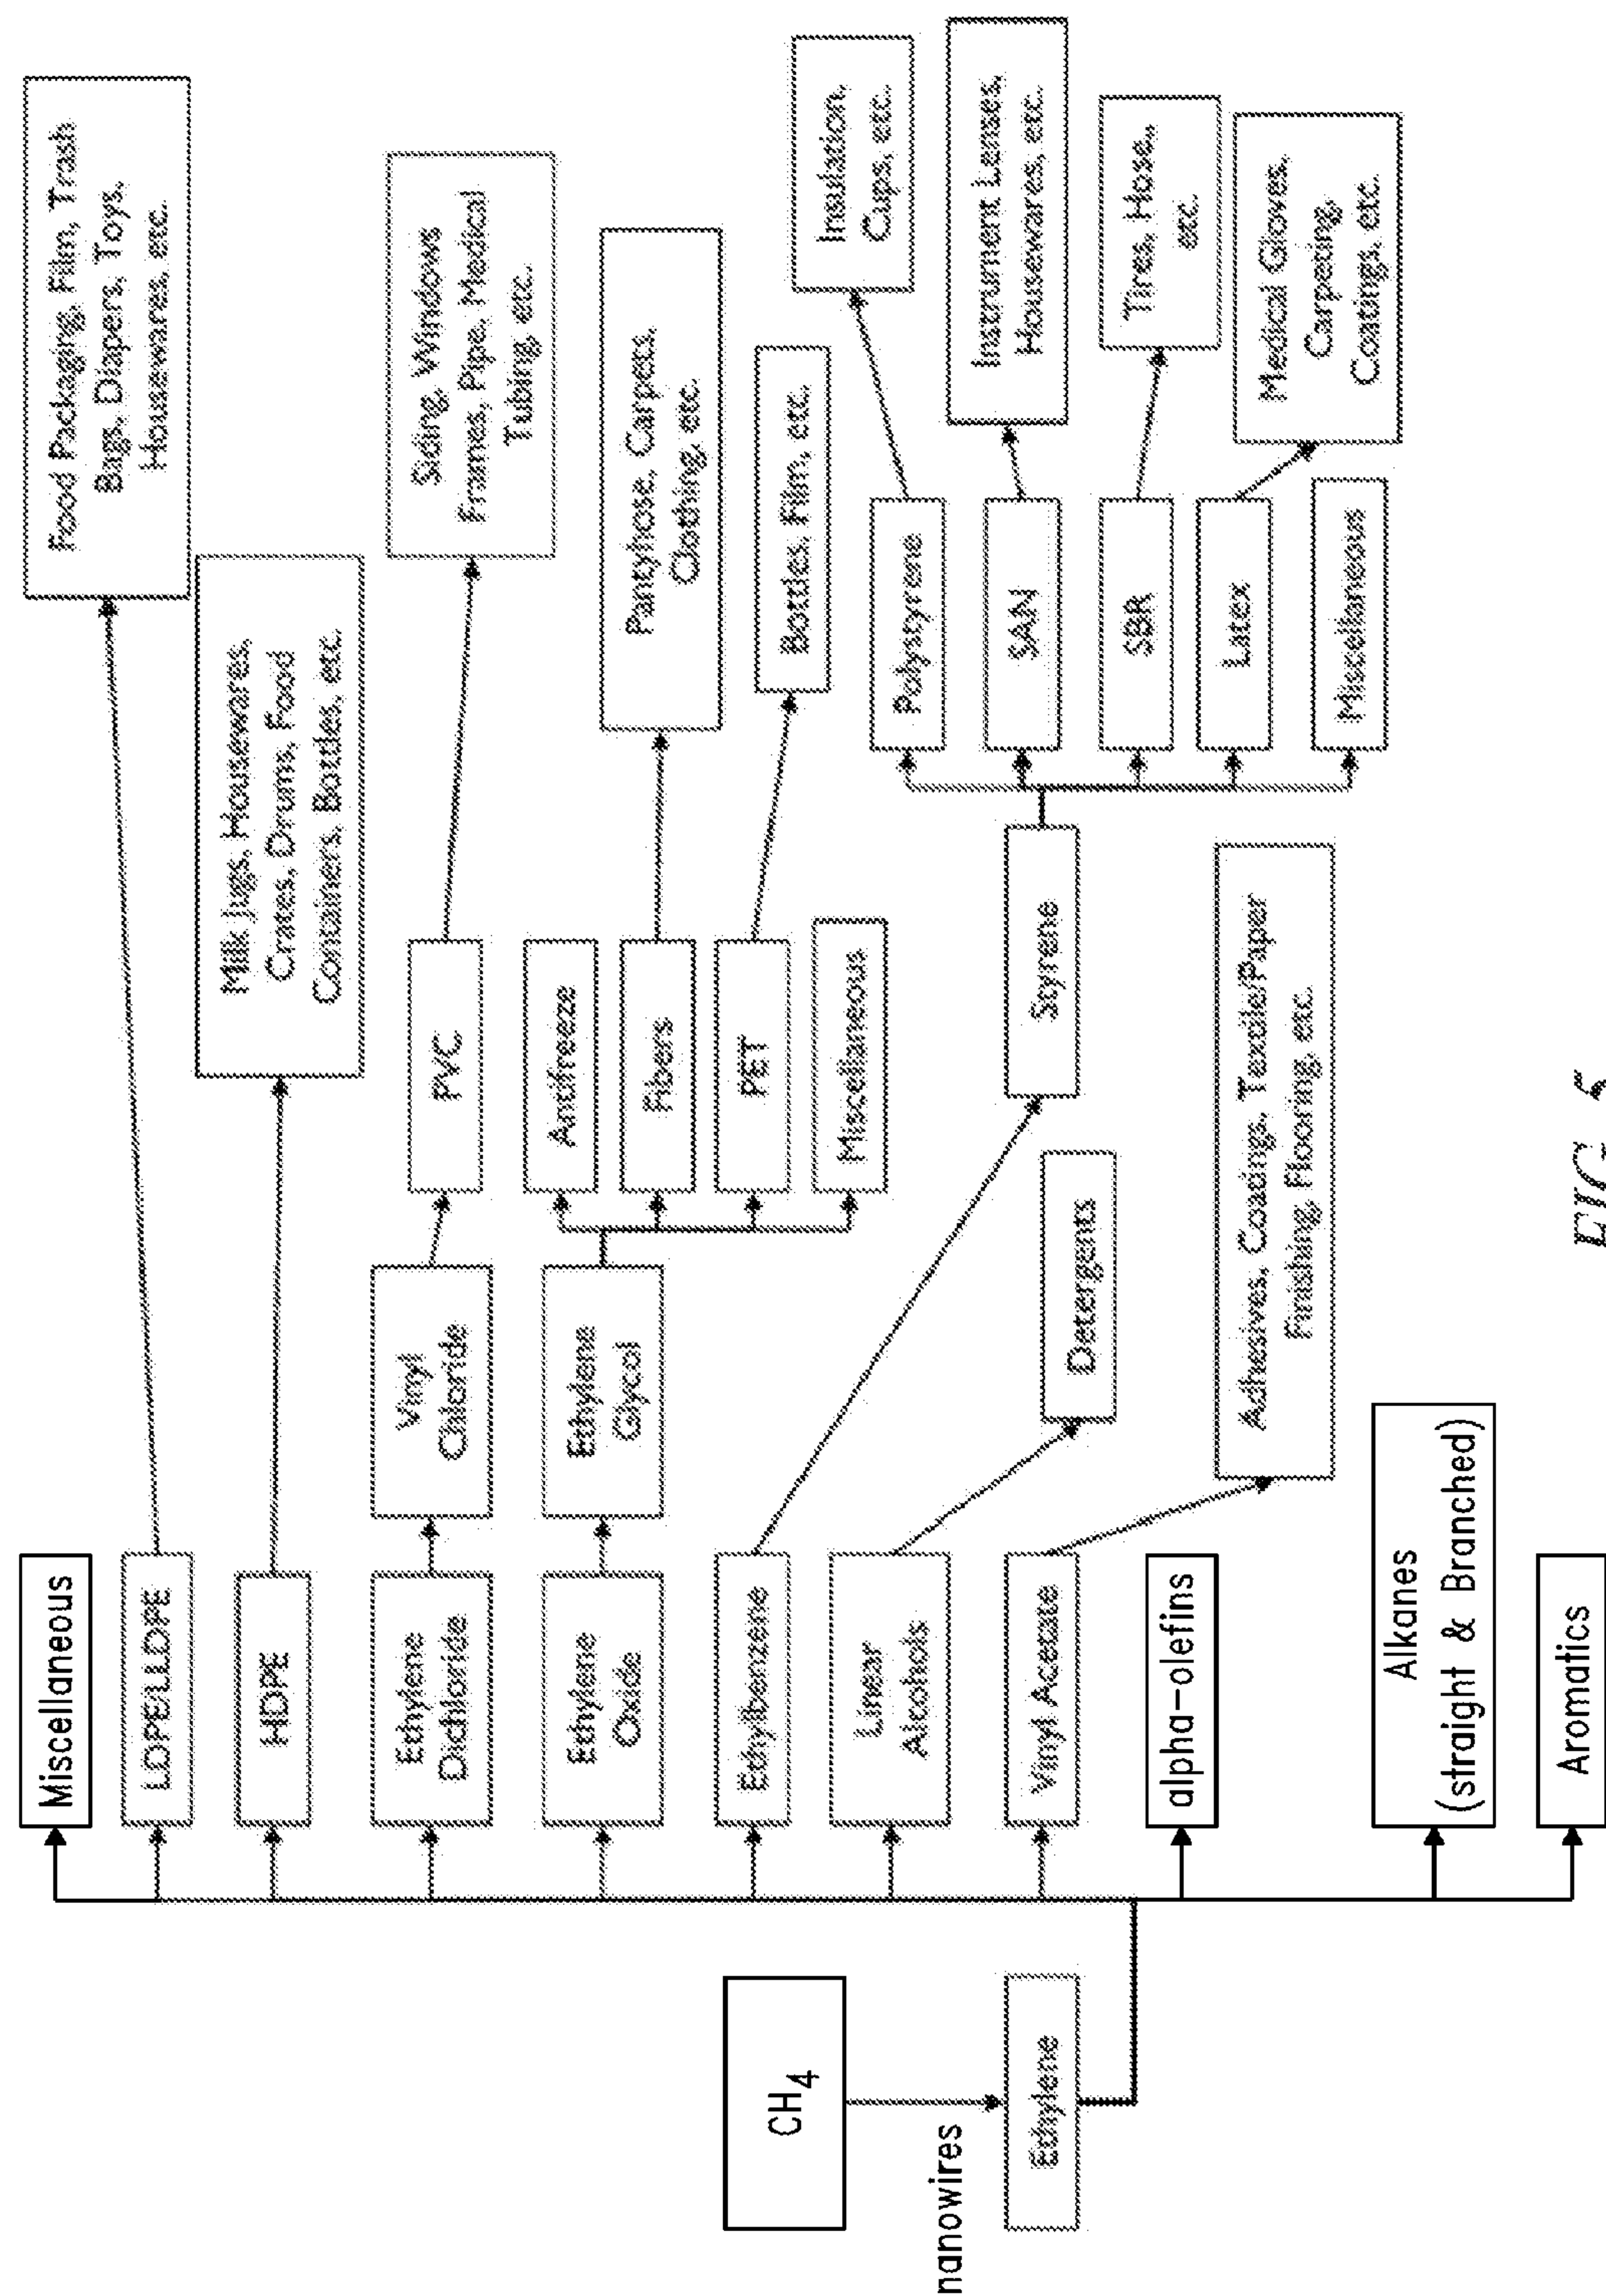 CH4
nanowires
Ethylene
Miscellaneous
LDPE/LLDPE
HDPE
Ethylene
Dichloride
Ethylene
Oxide
Ethylbenzene
Linear
Alcohols
Vinyl Acetate
alpha-olefins
Alkanes
(straight & Branched)
Aromatics
Vinyl
Chloride
Ethylene
Glycol
Detergents
Adhesives, Coatings, Textile/Paper
Finishing, Flooring, etc.
PVC
Antifreeze
Fibers
PET
Miscellaneous
Styrene
Food Packaging, Film, Trash
Bags, Diapers, Toys,
Housewares, etc.
Milk Jugs, Housewares,
Crates, Drums, Food
Containers, Bottles, etc.
Siding, Windows
Frames, Pipe, Medical
Tubing, etc.
Pantyhose, Carpets,
Clothing, etc.
Bottles, Film, etc.
Polystyrene
SAN
SBR
Latex
Miscellaneous
Insulation,
Cups, etc.
Instrument Lenses,
Housewares, etc.
Tires, Hose,
etc.
Medical Gloves,
Carpeting,
Coatings, etc.
FIG. 5